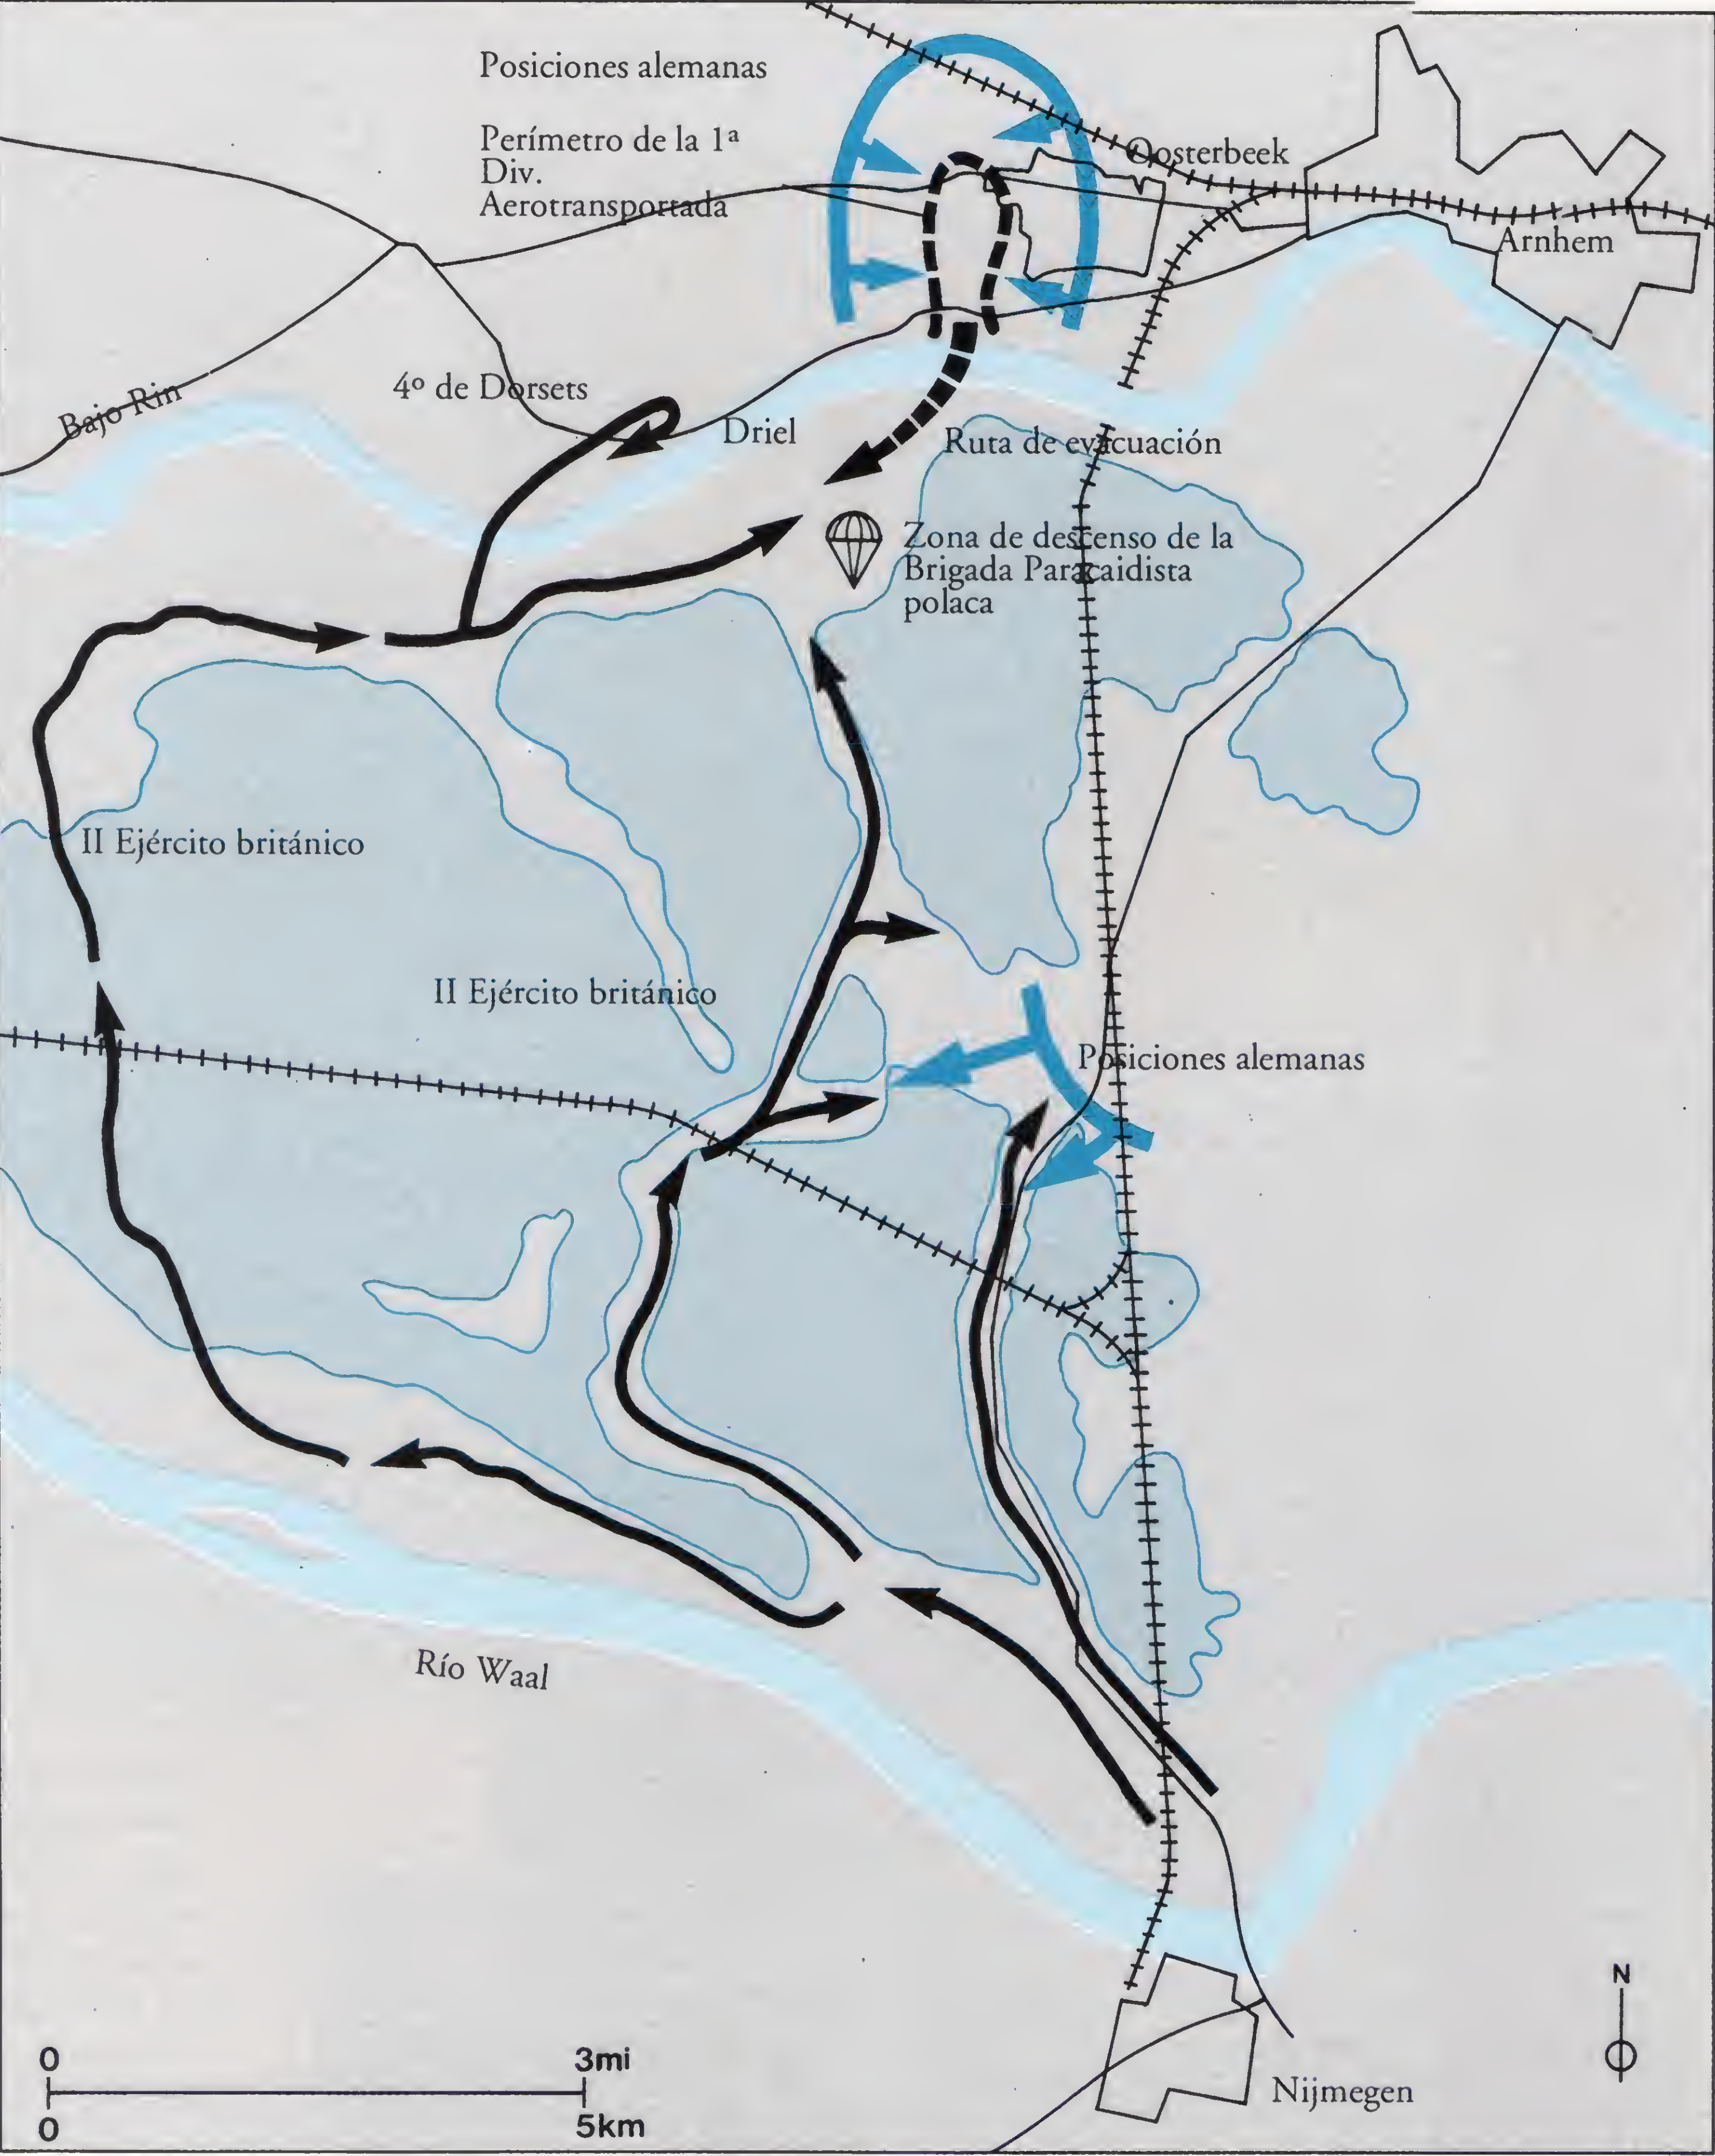 Posiciones alemanas
Perímetro de la 1ª
Div.
Aerotransportada
Oosterbeek
Arnhem
4º de Dorsets
Bajo Rin
Driel
Ruta de evacuación
Zona de descenso de la
Brigada Paracaidista
polaca
II Ejército británico
II Ejército británico
Posiciones alemanas
Río Waal
N
0
3mi
0
5km
Nijmegen